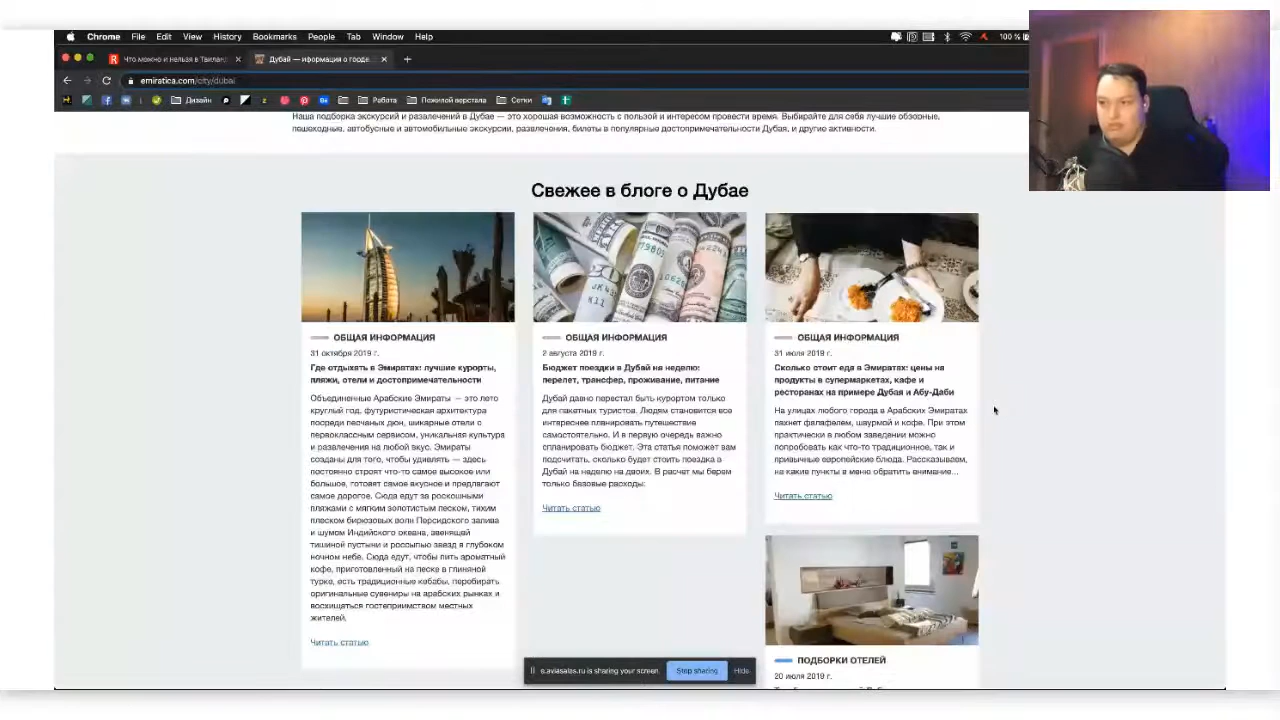 Chrome File Edit View History Bookmarks People Tab Window Help 100 %
Что можно и нельзя в Таилан
Дубай — иформация о горде
emiratica.com/city/dubai
Дизайн Работа Пожилой верстала Сетки
Наша подборка экскурсий и развлечений в Дубае — это хорошая возможность с пользой и интересом провести время. Выбирайте для себя лучшие обзорные,
пешеходные, автобусные и автомобильные экскурсии, развлечения, билеты в популярные достопримечательности Дубая, и другие активности.
Свежее в блоге о Дубае
ОБЩАЯ ИНФОРМАЦИЯ
31 октября 2019 г.
Где отдыхать в Эмиратах: лучшие курорты,
пляжи, отели и достопримечательности
Объединенные Арабские Эмираты — это лето
круглый год, футуристическая архитектура
посреди песчаных дюн, шикарные отели с
первоклассным сервисом, уникальная культура
и развлечения на любой вкус. Эмираты
созданы для того, чтобы удивлять — здесь
постоянно строят что-то самое высокое или
большое, готовят самое вкусное и предлагают
самое дорогое. Сюда едут за роскошными
пляжами с мягким золотистым песком, тихим
плеском бирюзовых волн Персидского залива
и шумом Индийского океана, звенящей
тишиной пустыни и россыпью звезд в глубоком
ночном небе. Сюда едут, чтобы пить ароматный
кофе, приготовленный на песке в глиняной
турке, есть традиционные кебабы, перебирать
оригинальные сувениры на арабских рынках и
восхищаться гостеприимством местных
жителей.
Читать статью
ОБЩАЯ ИНФОРМАЦИЯ
2 августа 2019 г.
Бюджет поездки в Дубай на неделю:
перелет, трансфер, проживание, питание
Дубай давно перестал быть курортом только
для пакетных туристов. Людям становится все
интереснее планировать путешествие
самостоятельно. И в первую очередь важно
спланировать бюджет. Эта статья поможет вам
подсчитать, сколько будет стоить поездка в
Дубай на неделю на двоих. В расчет мы берем
только базовые расходы:
Читать статью
ОБЩАЯ ИНФОРМАЦИЯ
31 июля 2019 г.
Сколько стоит еда в Эмиратах: цены на
продукты в супермаркетах, кафе и
ресторанах на примере Дубая и Абу-Даби
На улицах любого города в Арабских Эмиратах
пахнет фалафелем, шаурмой и кофе. При этом
практически в любом заведении можно
попробовать как что-то традиционное, так и
привычные европейские блюда. Рассказываем,
на какие пункты в меню обратить внимание...
Читать статью
ПОДБОРКИ ОТЕЛЕЙ
20 июля 2019 г.
s.aviasales.ru is sharing your screen. Stop sharing Hide